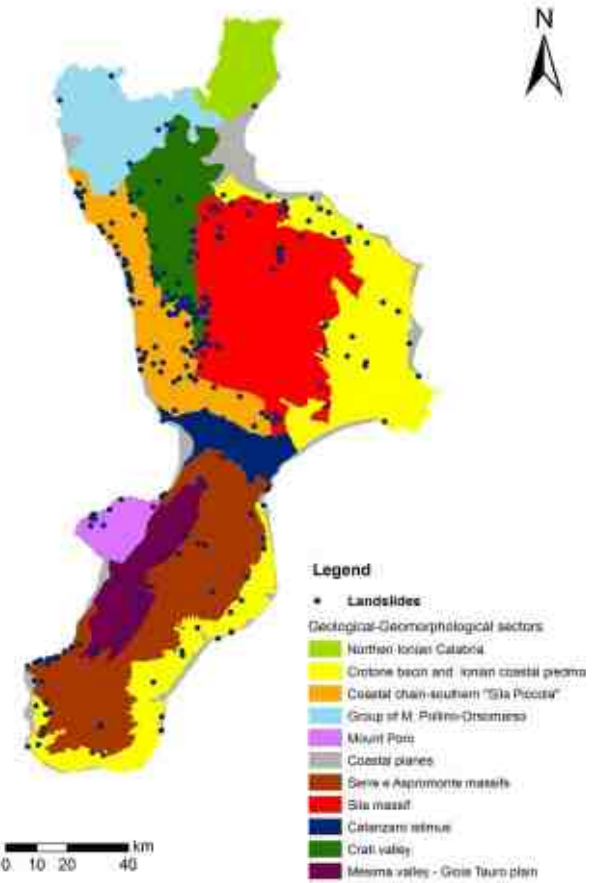 N
Legend
Landslides
Geological-Geomorphological sectors
Northen Ionian Calabria
Crotone basin and Ionian coastal piedmo
Coastal chain-southern "Sila Piccola"
Group of M. Pollino-Orsomarso
Mount Poro
Coastal planes
Serre e Aspromonte massifs
Sila massif
Catanzaro istmus
Crati valley
Mesima valley - Gioia Tauro plain
km
0 10 20 40